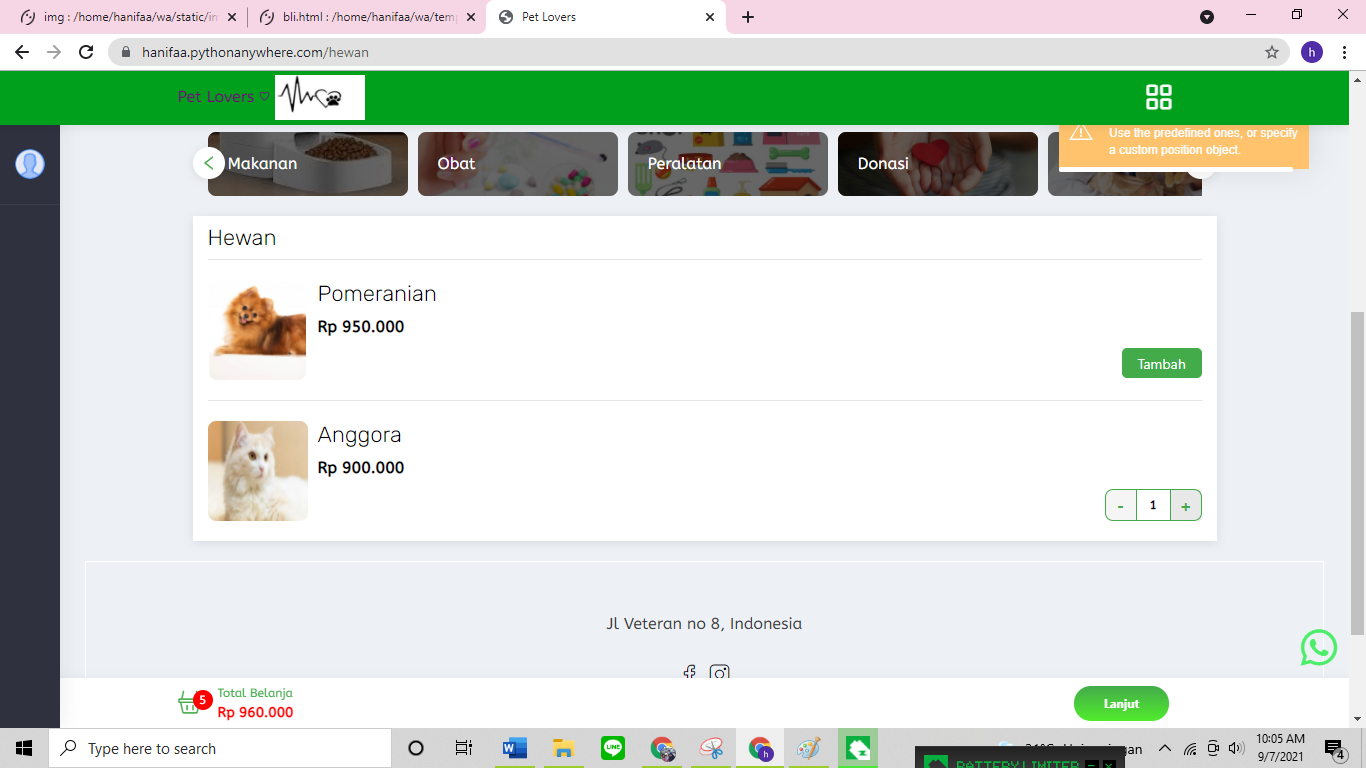 img : /home/hanifaa/wa/static/im
bli.html : /home/hanifaa/wa/temp
Pet Lovers
hanifaa.pythonanywhere.com/hewan
h
Pet Lovers ♡
Use the predefined ones, or specify
a custom position object.
Makanan
Obat
Peralatan
Donasi
Hewan
Pomeranian
Rp 950.000
Tambah
Anggora
Rp 900.000
- 1 +
Jl Veteran no 8, Indonesia
5
Total Belanja
Rp 960.000
Lanjut
Type here to search
LINE
h
10:05 AM
9/7/2021
4
BATTERY LIMITER